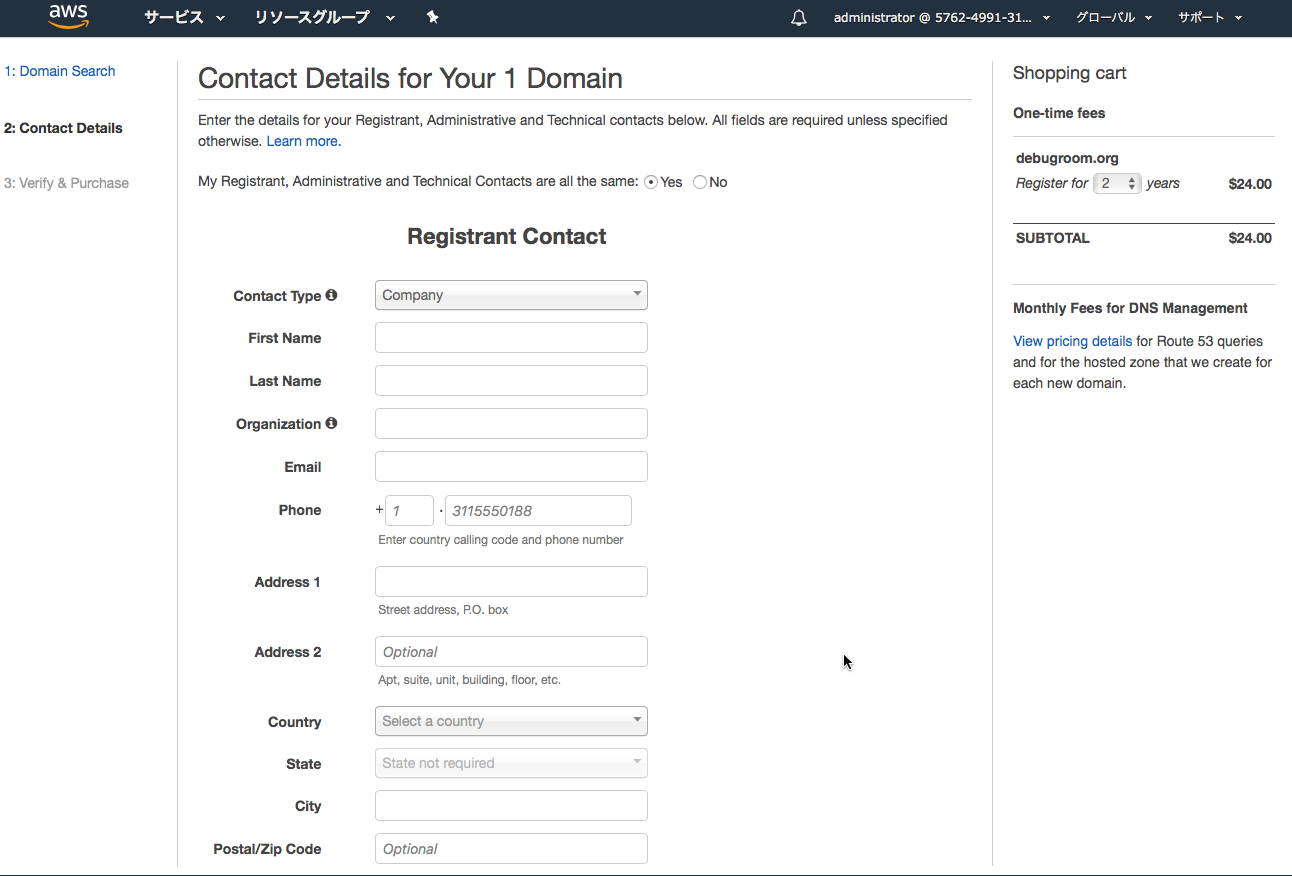 aws サービス リソースグループ administrator @ 5762-4991-31... グローバル サポート
1: Domain Search
2: Contact Details
3: Verify & Purchase
Contact Details for Your 1 Domain
Enter the details for your Registrant, Administrative and Technical contacts below. All fields are required unless specified
otherwise. Learn more.
My Registrant, Administrative and Technical Contacts are all the same: Yes No
Registrant Contact
Contact Type Company
First Name
Last Name
Organization
Email
Phone + 1 . 3115550188
Enter country calling code and phone number
Address 1
Street address, P.O. box
Address 2 Optional
Apt, suite, unit, building, floor, etc.
Country Select a country
State State not required
City
Postal/Zip Code Optional
Shopping cart
One-time fees
debugroom.org
Register for 2 years $24.00
SUBTOTAL $24.00
Monthly Fees for DNS Management
View pricing details for Route 53 queries
and for the hosted zone that we create for
each new domain.